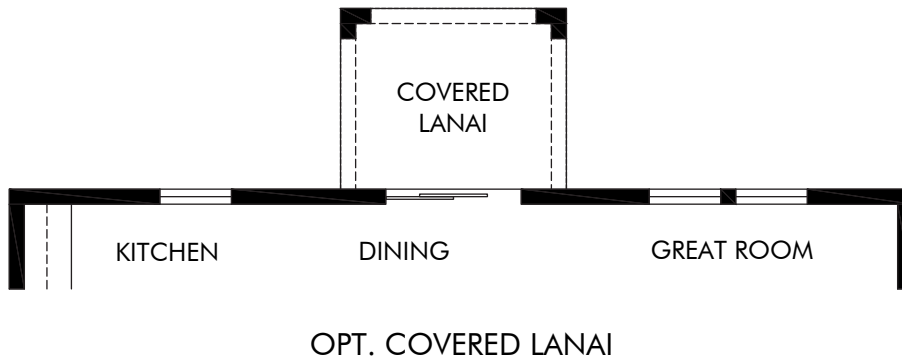 COVERED
LANAI
KITCHEN
DINING
GREAT ROOM
OPT. COVERED LANAI